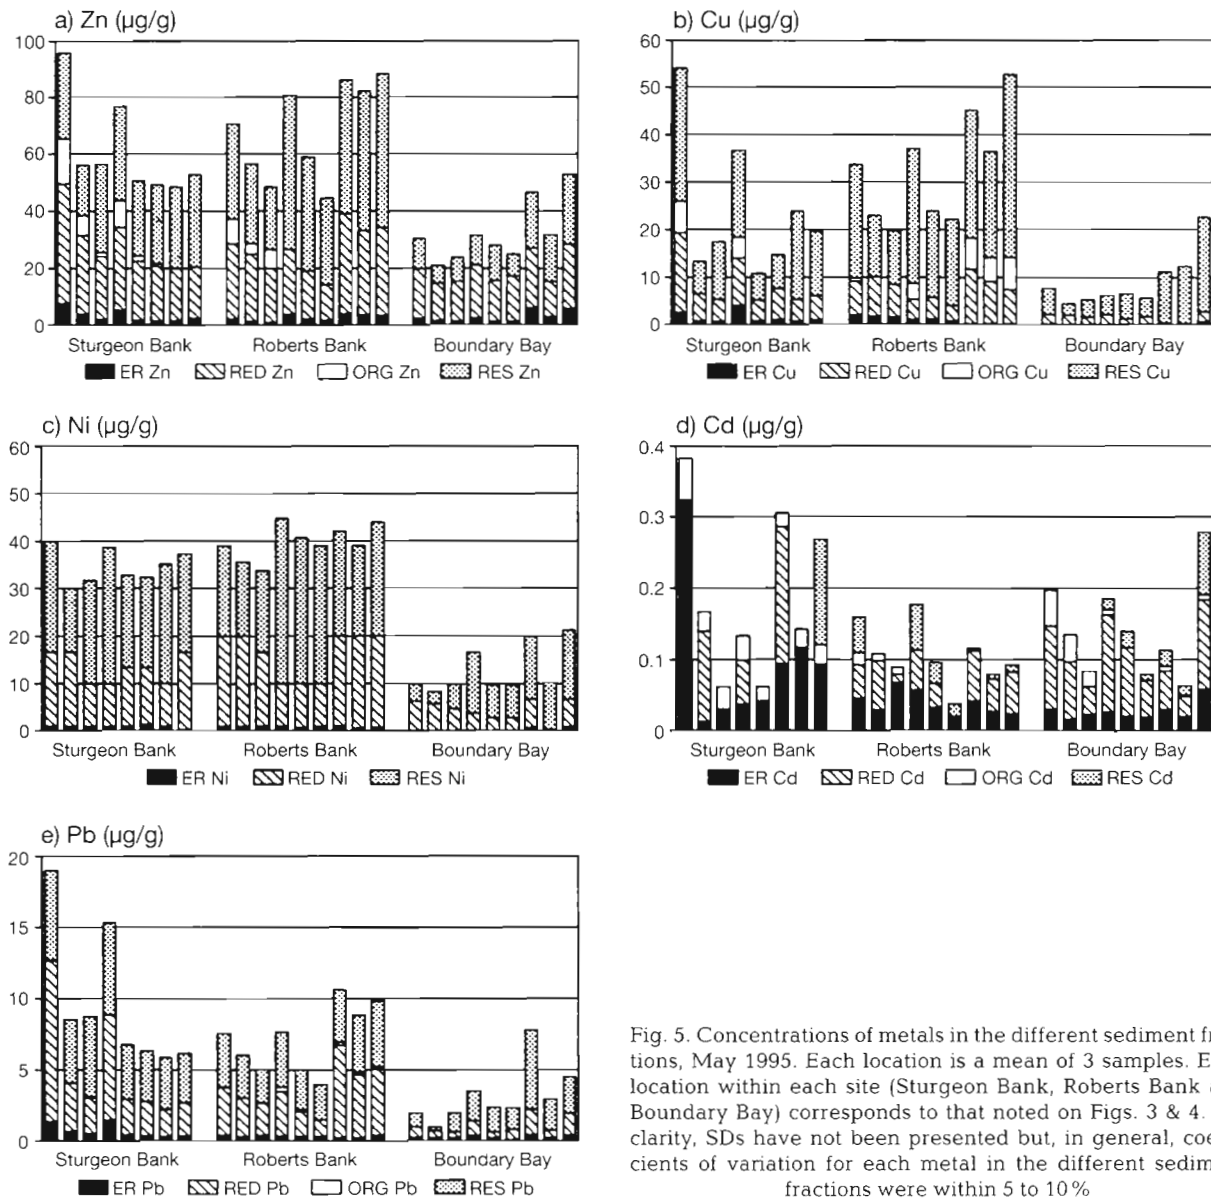 a) Zn (µg/g)
100
80
60
40
20
0
Sturgeon Bank Roberts Bank Boundary Bay
ER Zn RED Zn ORG Zn RES Zn
b) Cu (µg/g)
60
50
40
30
20
10
0
Sturgeon Bank Roberts Bank Boundary Bay
ER Cu RED Cu ORG Cu RES Cu
c) Ni (µg/g)
60
50
40
30
20
10
0
Sturgeon Bank Roberts Bank Boundary Bay
ER Ni RED Ni RES Ni
d) Cd (µg/g)
0.4
0.3
0.2
0.1
0
Sturgeon Bank Roberts Bank Boundary Bay
ER Cd RED Cd ORG Cd RES Cd
e) Pb (µg/g)
20
15
10
5
0
Sturgeon Bank Roberts Bank Boundary Bay
ER Pb RED Pb ORG Pb RES Pb
Fig. 5. Concentrations of metals in the different sediment
tions, May 1995. Each location is a mean of 3 samples.
location within each site (Sturgeon Bank, Roberts Bank
Boundary Bay) corresponds to that noted on Figs. 3 & 4.
clarity, SDs have not been presented but, in general,
cients of variation for each metal in the different
fractions were within 5 to 10%